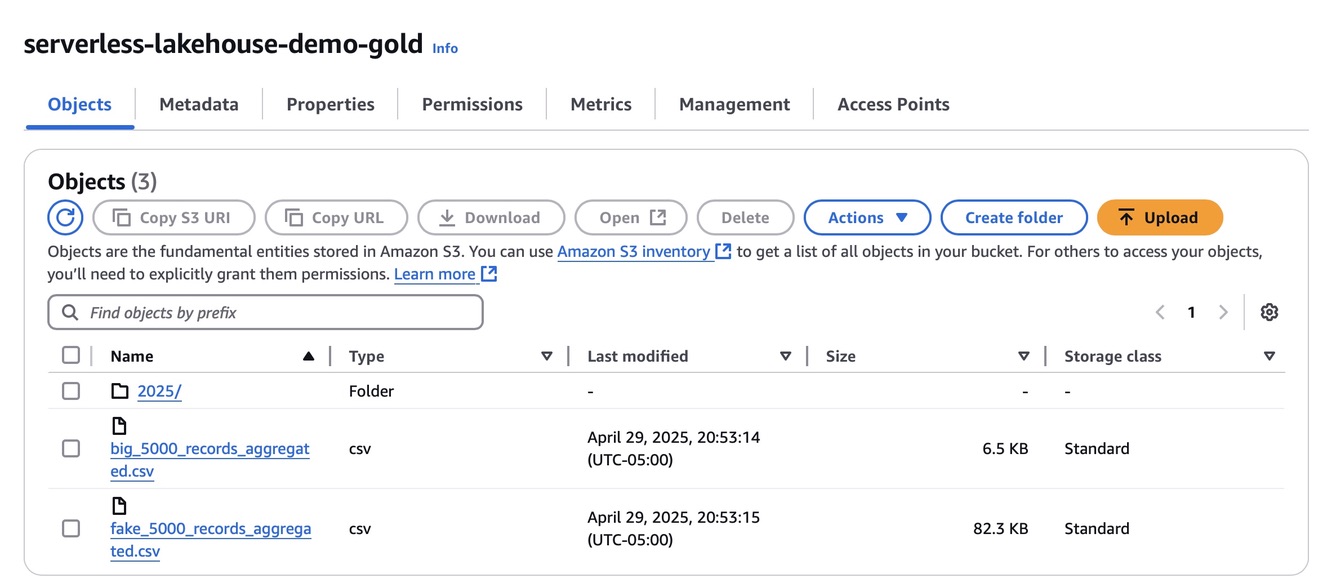 serverless-lakehouse-demo-gold Info
Objects Metadata Properties Permissions Metrics Management Access Points
Objects (3)
Copy S3 URI Copy URL Download Open Delete Actions Create folder Upload
Objects are the fundamental entities stored in Amazon S3. You can use Amazon S3 inventory to get a list of all objects in your bucket. For others to access your objects,
you’ll need to explicitly grant them permissions. Learn more
Find objects by prefix 1
Name Type Last modified Size Storage class
2025/ Folder - - -
big_5000_records_aggregat
ed.csv
csv
April 29, 2025, 20:53:14
(UTC-05:00)
6.5 KB
Standard
fake_5000_records_aggrega
ted.csv
csv
April 29, 2025, 20:53:15
(UTC-05:00)
82.3 KB
Standard